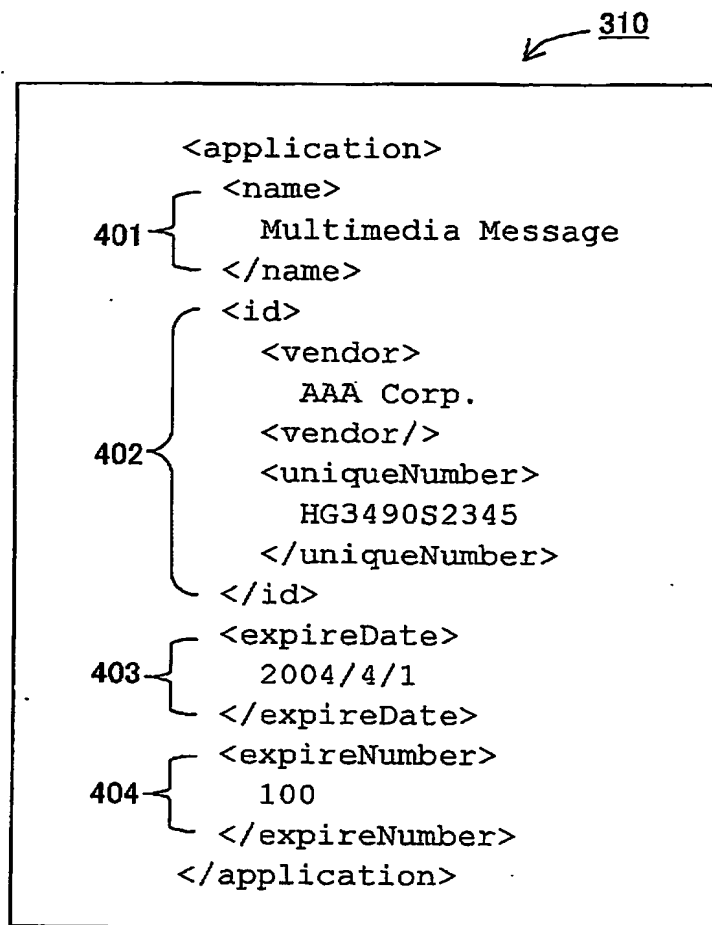 310
<application>
401 <name>
Multimedia Message
</name>
402 <id>
<vendor>
AAA Corp.
<vendor/>
<uniqueNumber>
HG3490S2345
</uniqueNumber>
</id>
403 <expireDate>
2004/4/1
</expireDate>
404 <expireNumber>
100
</expireNumber>
</application>